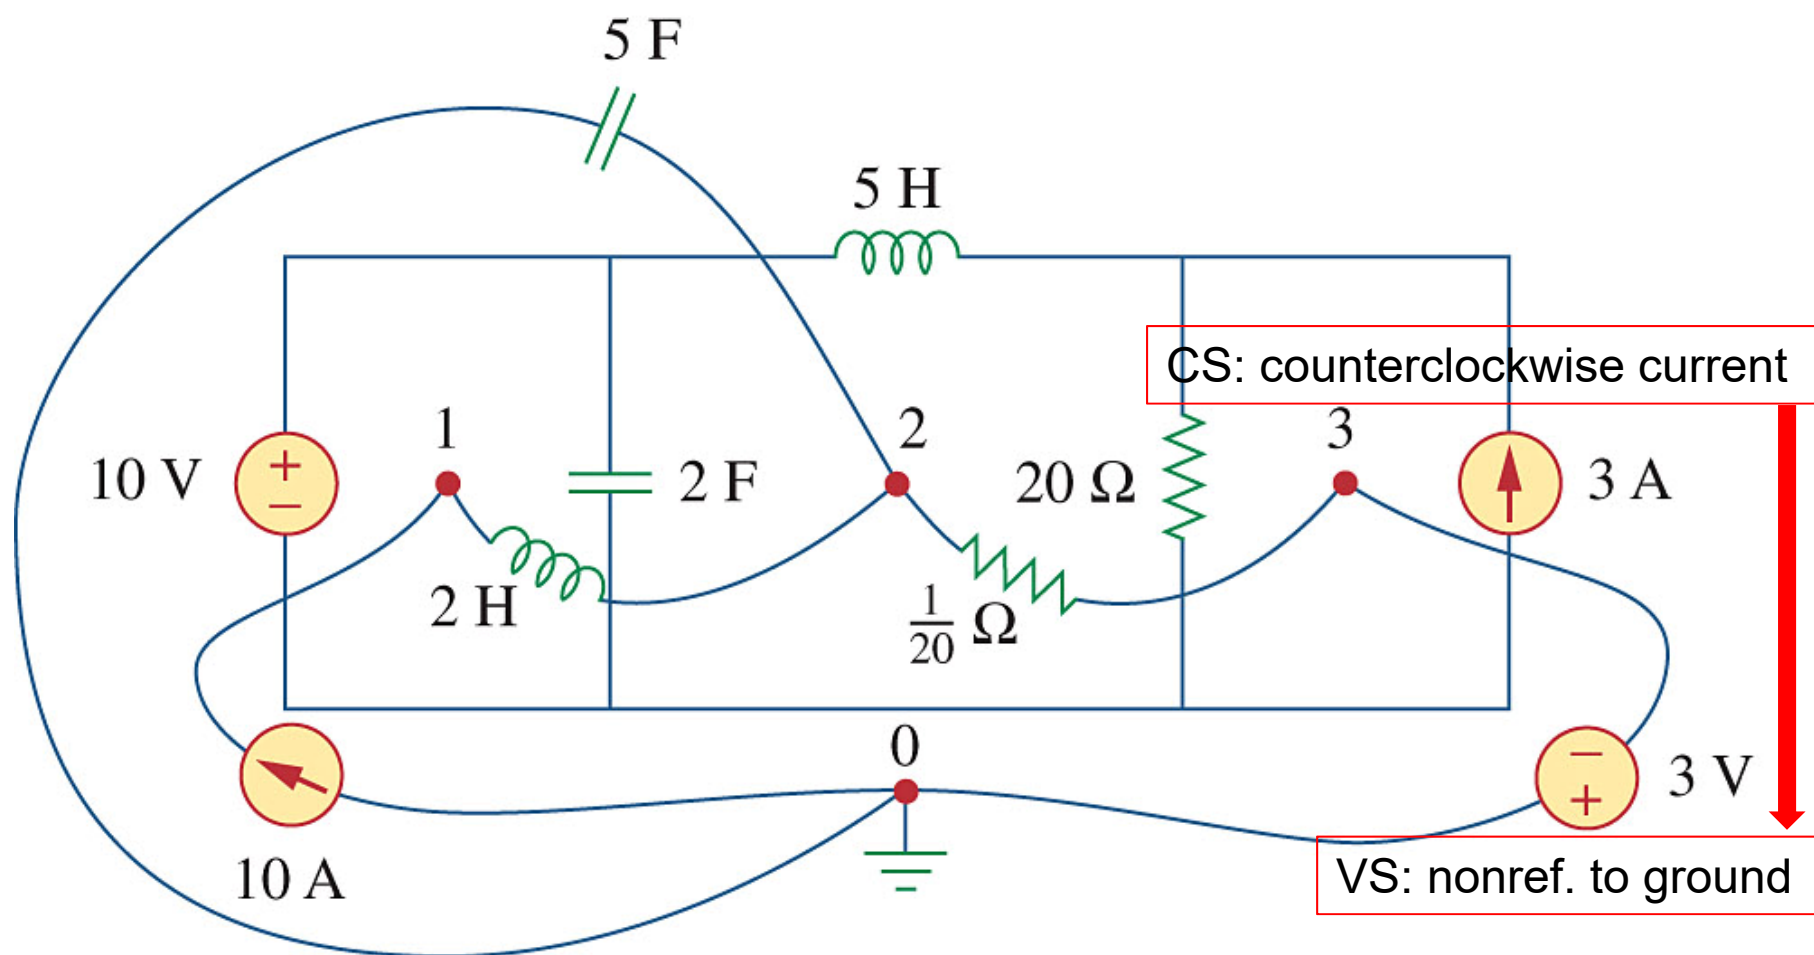 5 F
5 H
CS: counterclockwise current
10 V
+
−
1
2 F
2
20 Ω
3
3 A
2 H
1/20 Ω
0
10 A
−
+
3 V
VS: nonref. to ground